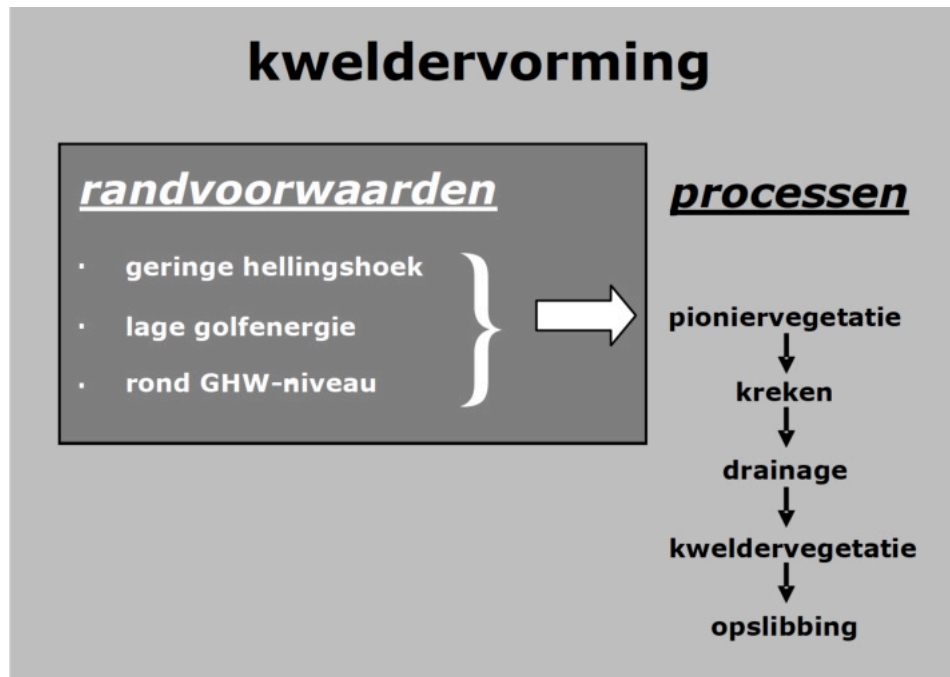 kweldervorming
randvoorwaarden
· geringe hellingshoek
· lage golfenergie
· rond GHW-niveau
processen
pioniervegetatie
kreken
drainage
kweldervegetatie
opslibbing